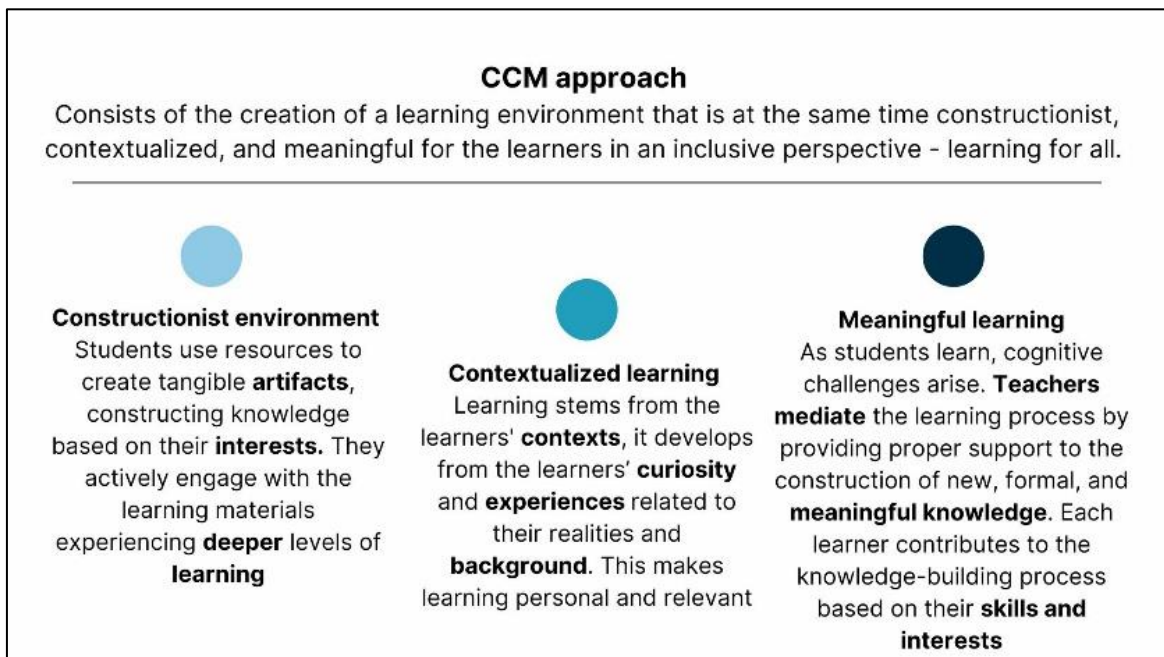 CCM approach
Consists of the creation of a learning environment that is at the same time constructionist,
contextualized, and meaningful for the learners in an inclusive perspective - learning for all.
Constructionist environment
Students use resources to
create tangible artifacts,
constructing knowledge
based on their interests. They
actively engage with the
learning materials
experiencing deeper levels of
learning
Contextualized learning
Learning stems from the
learners' contexts, it develops
from the learners’ curiosity
and experiences related to
their realities and
background. This makes
learning personal and relevant
Meaningful learning
As students learn, cognitive
challenges arise. Teachers
mediate the learning process by
providing proper support to the
construction of new, formal, and
meaningful knowledge. Each
learner contributes to the
knowledge-building process
based on their skills and
interests